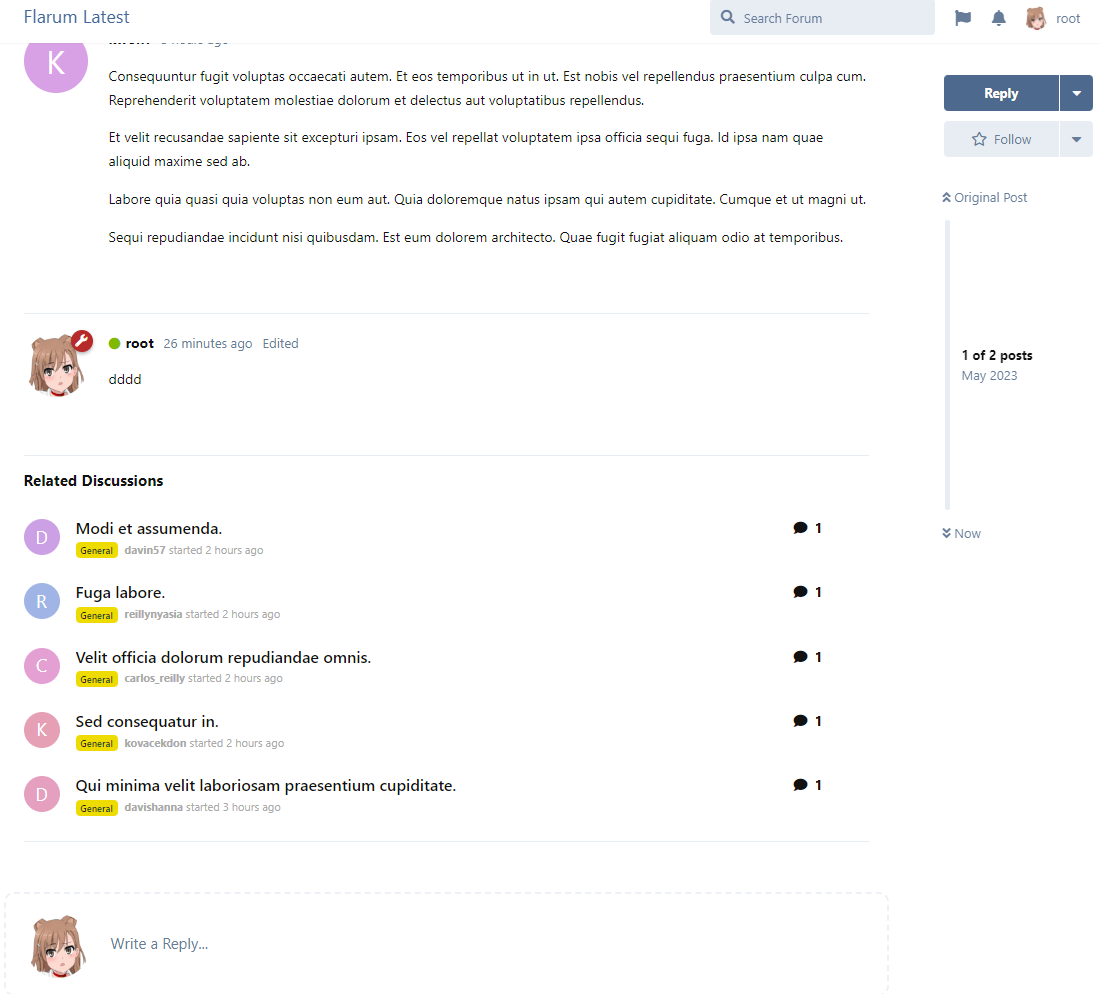 Flarum Latest
Search Forum
root
K
Consequuntur fugit voluptas occaecati autem. Et eos temporibus ut in ut. Est nobis vel repellendus praesentium culpa cum.
Reprehenderit voluptatem molestiae dolorum et delectus aut voluptatibus repellendus.
Et velit recusandae sapiente sit excepturi ipsam. Eos vel repellat voluptatem ipsa officia sequi fuga. Id ipsa nam quae
aliquid maxime sed ab.
Labore quia quasi quia voluptas non eum aut. Quia doloremque natus ipsam qui autem cupiditate. Cumque et ut magni ut.
Sequi repudiandae incidunt nisi quibusdam. Est eum dolorem architecto. Quae fugit fugiat aliquam odio at temporibus.
root 26 minutes ago Edited
dddd
Related Discussions
D
Modi et assumenda.
1
General davin57 started 2 hours ago
R
Fuga labore.
1
General reillynyasia started 2 hours ago
C
Velit officia dolorum repudiandae omnis.
1
General carlos_reilly started 2 hours ago
K
Sed consequatur in.
1
General kovacekdon started 2 hours ago
D
Qui minima velit laboriosam praesentium cupiditate.
1
General davishanna started 3 hours ago
Write a Reply...
Reply
Follow
Original Post
1 of 2 posts
May 2023
Now